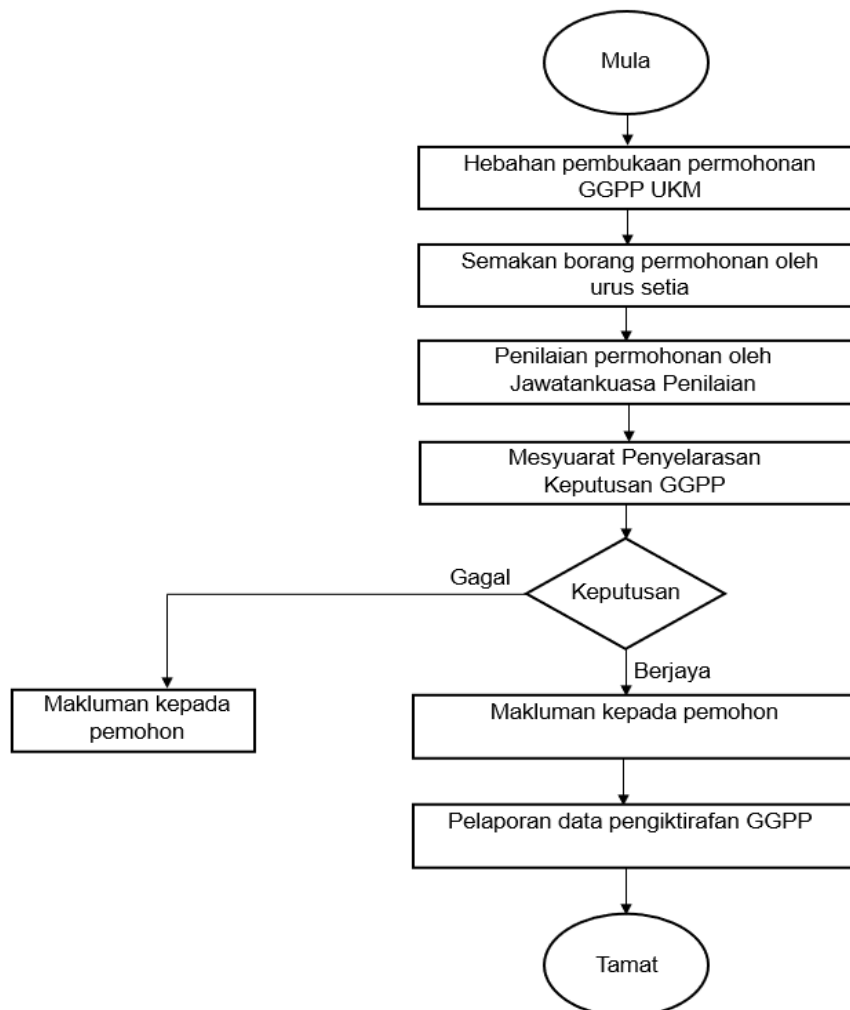 Mula
Hebahan pembukaan permohonan
GGPP UKM
Semakan borang permohonan oleh
urus setia
Penilaian permohonan oleh
Jawatankuasa Penilaian
Mesyuarat Penyelarasan
Keputusan GGPP
Gagal
Keputusan
Berjaya
Makluman kepada
pemohon
Makluman kepada pemohon
Pelaporan data pengiktirafan GGPP
Tamat